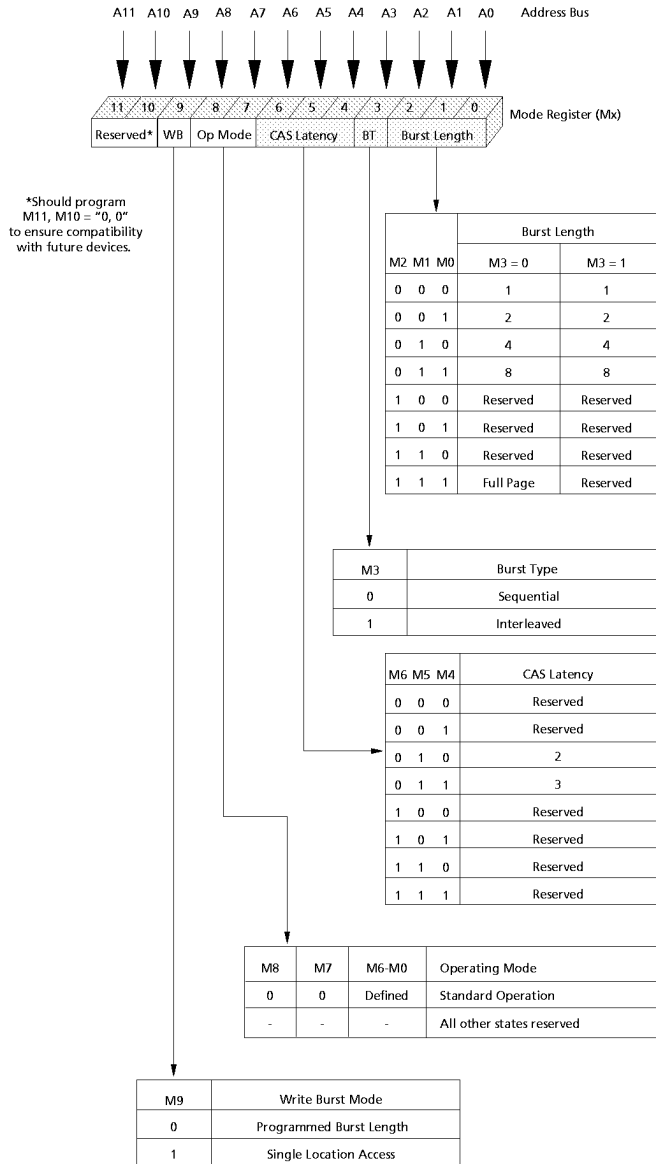 A11 A10 A9 A8 A7 A6 A5 A4 A3 A2 A1 A0 Address Bus
11 10 9 8 7 6 5 4 3 2 1 0
Mode Register (Mx)
Reserved* WB Op Mode CAS Latency BT Burst Length
*Should program
M11, M10 = “0, 0”
to ensure compatibility
with future devices.
Burst Length
M2 M1 M0 M3 = 0 M3 = 1
0 0 0 1 1
0 0 1 2 2
0 1 0 4 4
0 1 1 8 8
1 0 0 Reserved Reserved
1 0 1 Reserved Reserved
1 1 0 Reserved Reserved
1 1 1 Full Page Reserved
M3 Burst Type
0 Sequential
1 Interleaved
M6 M5 M4 CAS Latency
0 0 0 Reserved
0 0 1 Reserved
0 1 0 2
0 1 1 3
1 0 0 Reserved
1 0 1 Reserved
1 1 0 Reserved
1 1 1 Reserved
M8 M7 M6-M0 Operating Mode
0 0 Defined Standard Operation
- - - All other states reserved
M9 Write Burst Mode
0 Programmed Burst Length
1 Single Location Access